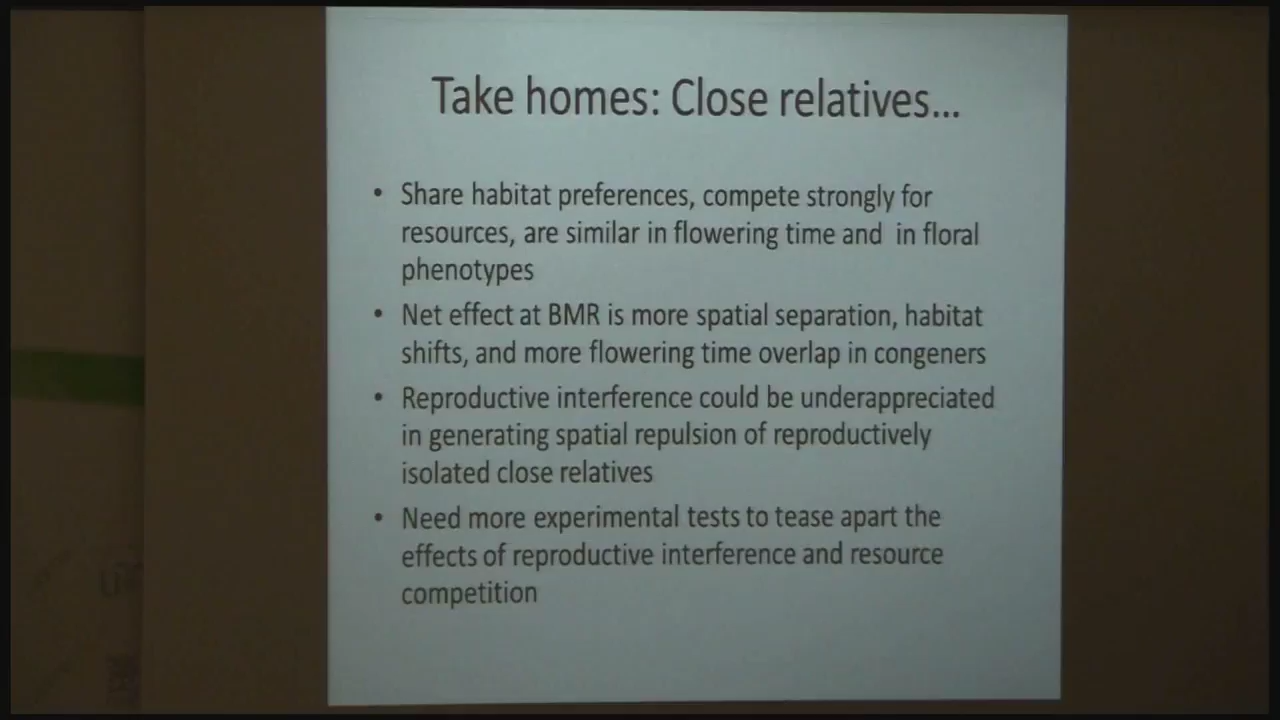 Take homes: Close relatives...
• Share habitat preferences, compete strongly for
resources, are similar in flowering time and in floral
phenotypes
• Net effect at BMR is more spatial separation, habitat
shifts, and more flowering time overlap in congeners
• Reproductive interference could be underappreciated
in generating spatial repulsion of reproductively
isolated close relatives
• Need more experimental tests to tease apart the
effects of reproductive interference and resource
competition